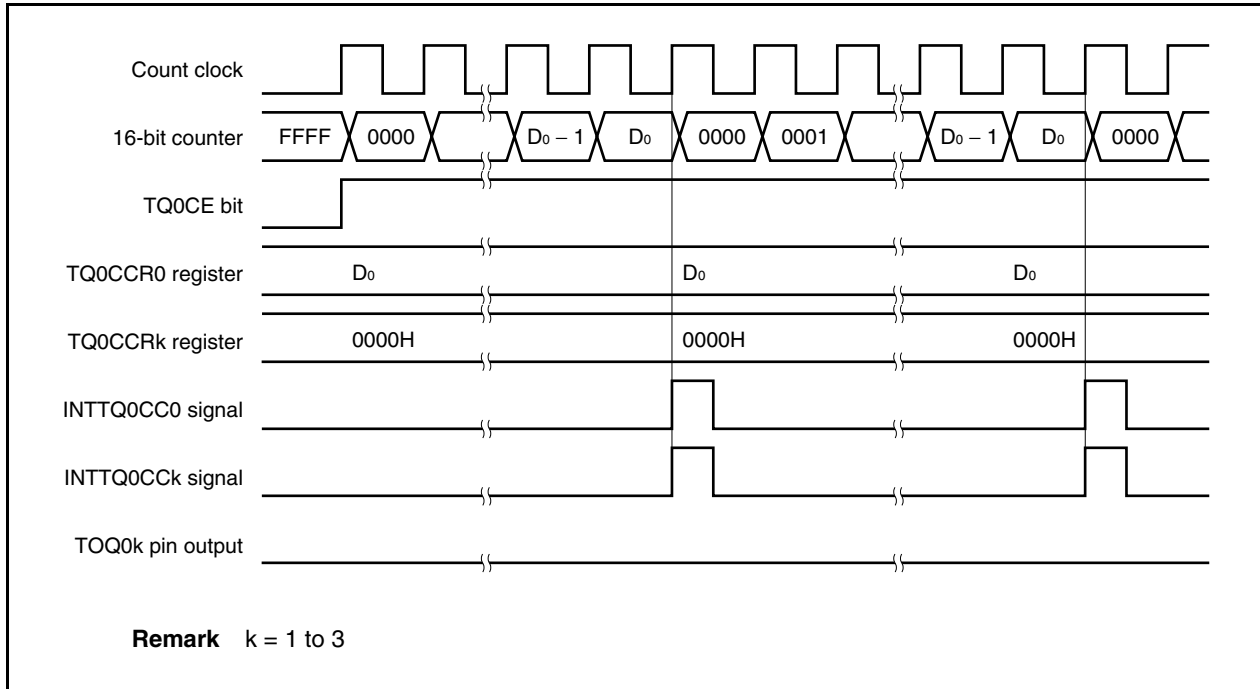 Count clock
16-bit counter FFFF 0000 D₀ − 1 D₀ 0000 0001 D₀ − 1 D₀ 0000
TQ0CE bit
TQ0CCR0 register D₀ D₀ D₀
TQ0CCRk register 0000H 0000H 0000H
INTTQ0CC0 signal
INTTQ0CCk signal
TOQ0k pin output
Remark k = 1 to 3